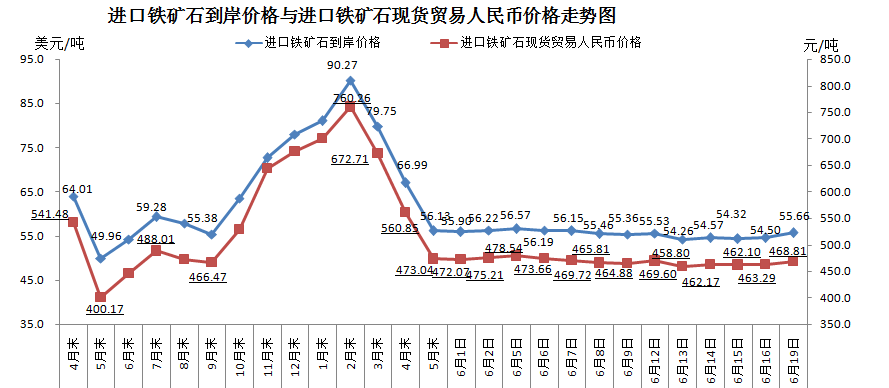 进口铁矿石到岸价格与进口铁矿石现货贸易人民币价格走势图
美元/吨
进口铁矿石到岸价格
进口铁矿石现货贸易人民币价格
元/吨
95.0
85.0
75.0
65.0
55.0
45.0
35.0
850.0
800.0
750.0
700.0
650.0
600.0
550.0
500.0
450.0
400.0
350.0
64.01
49.96
59.28
55.38
90.27
79.75
66.99
56.13
55.90
56.22
56.57
56.19
56.15
55.46
55.36
55.53
54.26
54.57
54.32
54.50
55.66
541.48
400.17
488.01
466.47
760.26
672.71
560.85
473.04
472.07
475.21
478.54
473.66
469.72
465.81
464.88
469.60
458.80
462.17
462.10
463.29
468.81
4月末
5月末
6月末
7月末
8月末
9月末
10月末
11月末
12月末
1月末
2月末
3月末
4月末
5月末
6月1日
6月2日
6月5日
6月6日
6月7日
6月8日
6月9日
6月12日
6月13日
6月14日
6月15日
6月16日
6月19日